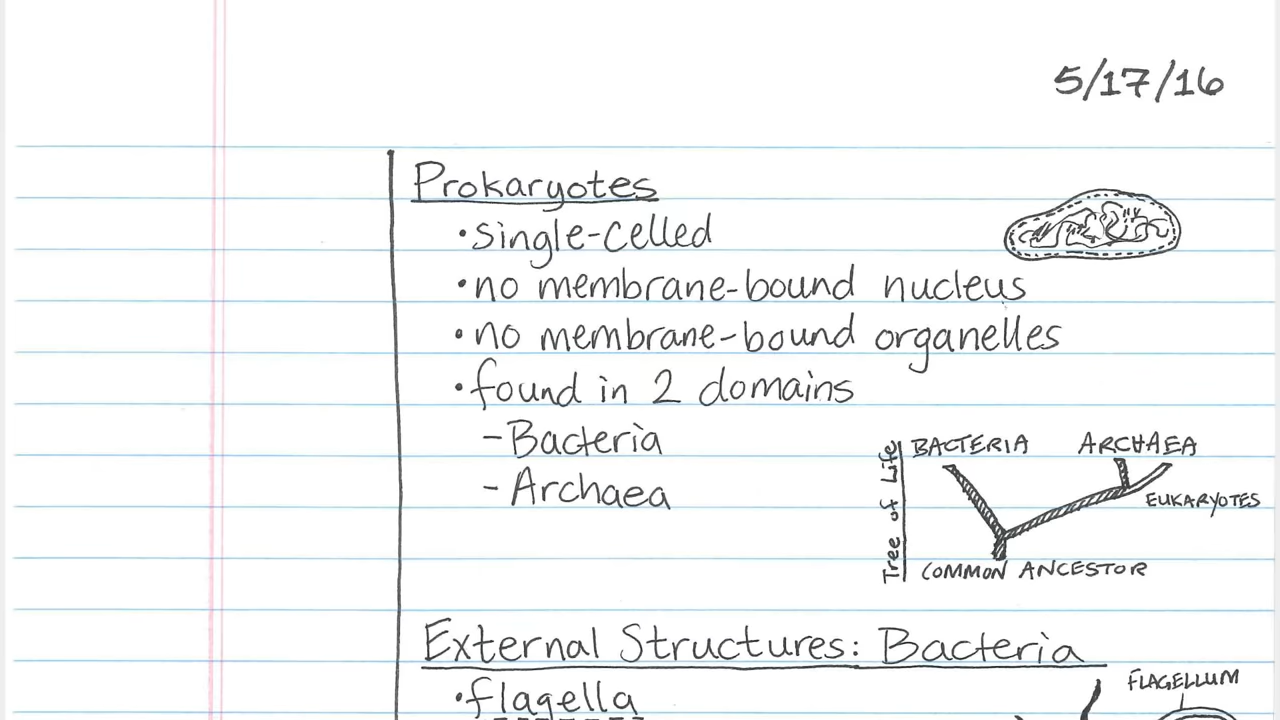 5/17/16
Prokaryotes
•single-celled
•no membrane-bound nucleus
•no membrane-bound organelles
•found in 2 domains
-Bacteria
- Archaea
Tree of Life
BACTERIA ARCHAEA
EUKARYOTES
COMMON ANCESTOR
External Structures: Bacteria
•flagella
FLAGELLUM